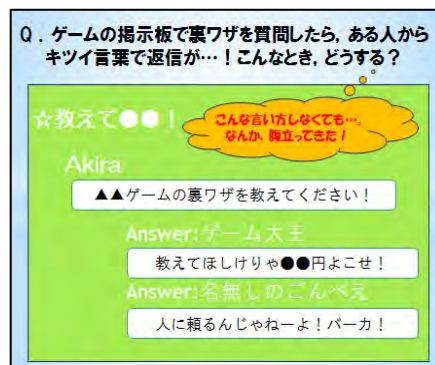 Q．ゲームの掲示板で裏ワザを質問したら，ある人から
キツイ言葉で返信が…！こんなとき，どうする？
☆教えて●●！
こんな言い方しなくても…，
なんか，腹立ってきた！
Akira
▲▲ゲームの裏ワザを教えてください！
Answer:ゲーム大王
教えてほしけりゃ●●円よこせ！
Answer:名無しのごんべえ
人に頼るんじゃねーよ！バーカ！